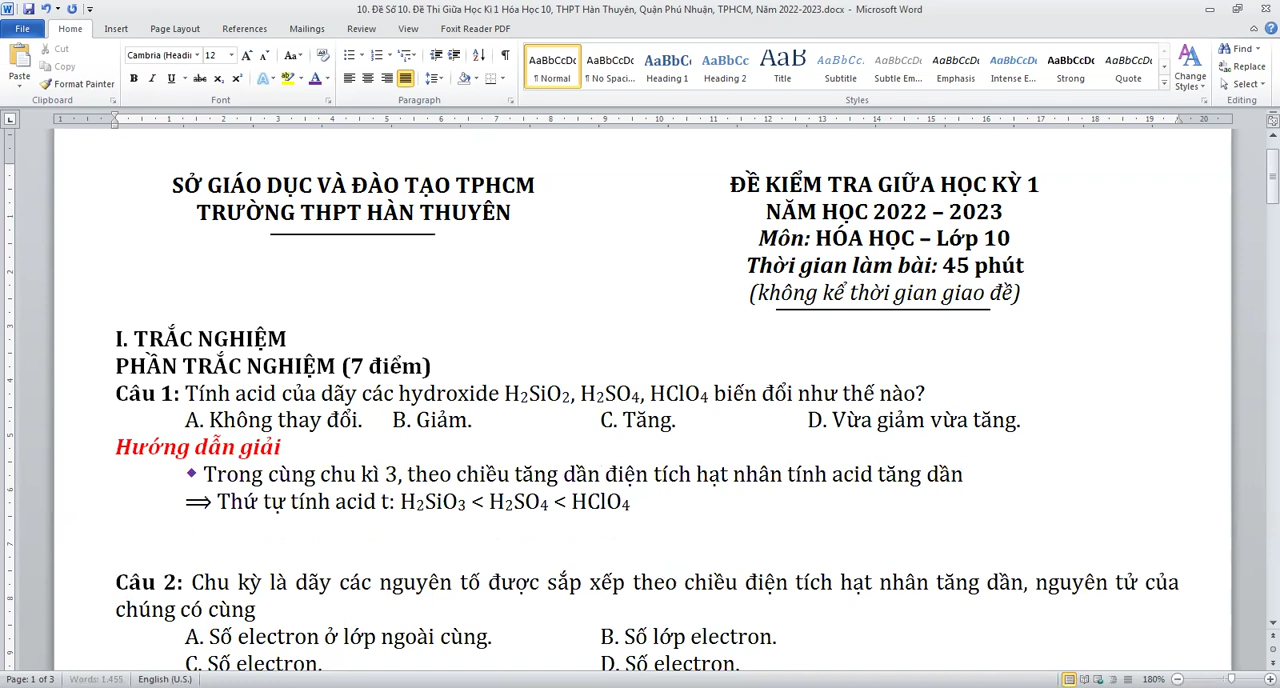 10. Đề Số 10. Đề Thi Giữa Học Kì 1 Hóa Học 10, THPT Hàn Thuyên, Quận Phú Nhuận, TPHCM, Năm 2022-2023.docx - Microsoft Word
File Home Insert Page Layout References Mailings Review View Foxit Reader PDF
Paste
Cut
Copy
Format Painter
Clipboard
Cambria (Headi 12
Font
Paragraph
AaBbCcDc AaBbCcDc AaBbC AaBbCc AaB AaBbCc. AaBbCcDc AaBbCcDc AaBbCcDc AaBbCcDc AaBbCcDc
¶ Normal ¶ No Spaci... Heading 1 Heading 2 Title Subtitle Subtle Em... Emphasis Intense E... Strong Quote
Styles
Change Styles
Find
Replace
Select
Editing
SỞ GIÁO DỤC VÀ ĐÀO TẠO TPHCM
TRƯỜNG THPT HÀN THUYÊN
ĐỀ KIỂM TRA GIỮA HỌC KỲ 1
NĂM HỌC 2022 – 2023
Môn: HÓA HỌC – Lớp 10
Thời gian làm bài: 45 phút
(không kể thời gian giao đề)
I. TRẮC NGHIỆM
PHẦN TRẮC NGHIỆM (7 điểm)
Câu 1: Tính acid của dãy các hydroxide H₂SiO₂, H₂SO₄, HClO₄ biến đổi như thế nào?
A. Không thay đổi. B. Giảm. C. Tăng. D. Vừa giảm vừa tăng.
Hướng dẫn giải
❖ Trong cùng chu kì 3, theo chiều tăng dần điện tích hạt nhân tính acid tăng dần
⟹ Thứ tự tính acid t: H₂SiO₃ < H₂SO₄ < HClO₄
Câu 2: Chu kỳ là dãy các nguyên tố được sắp xếp theo chiều điện tích hạt nhân tăng dần, nguyên tử của
chúng có cùng
A. Số electron ở lớp ngoài cùng. B. Số lớp electron.
C. Số electron. D. Số electron.
Page: 1 of 3 Words: 1.455 English (U.S.) 180%